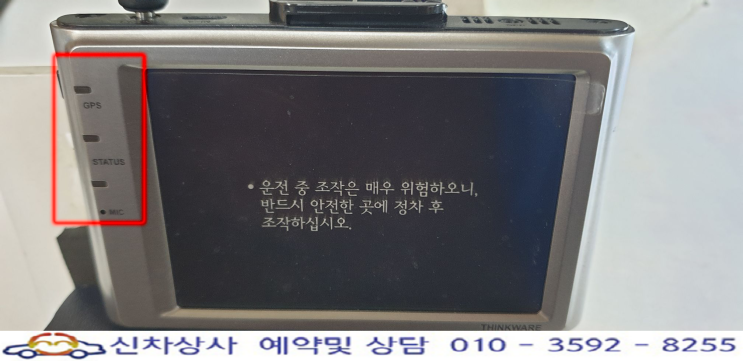 GPS
STATUS
MIC
• 운전 중 조작은 매우 위험하오니,
반드시 안전한 곳에 정차 후
조작하십시오.
THINKWARE
신차상사 예약및 상담 010 - 3592 - 8255